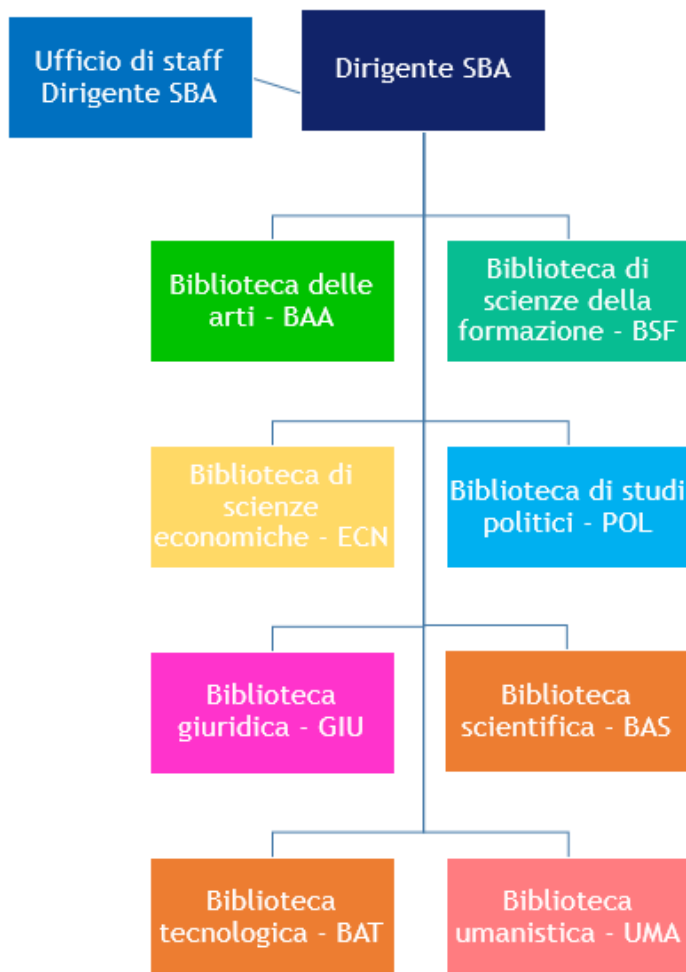 Ufficio di staff
Dirigente SBA
Dirigente SBA
Biblioteca delle
arti - BAA
Biblioteca di
scienze della
formazione - BSF
Biblioteca di
scienze
economiche - ECN
Biblioteca di studi
politici - POL
Biblioteca
giuridica - GIU
Biblioteca
scientifica - BAS
Biblioteca
tecnologica - BAT
Biblioteca
umanistica - UMA